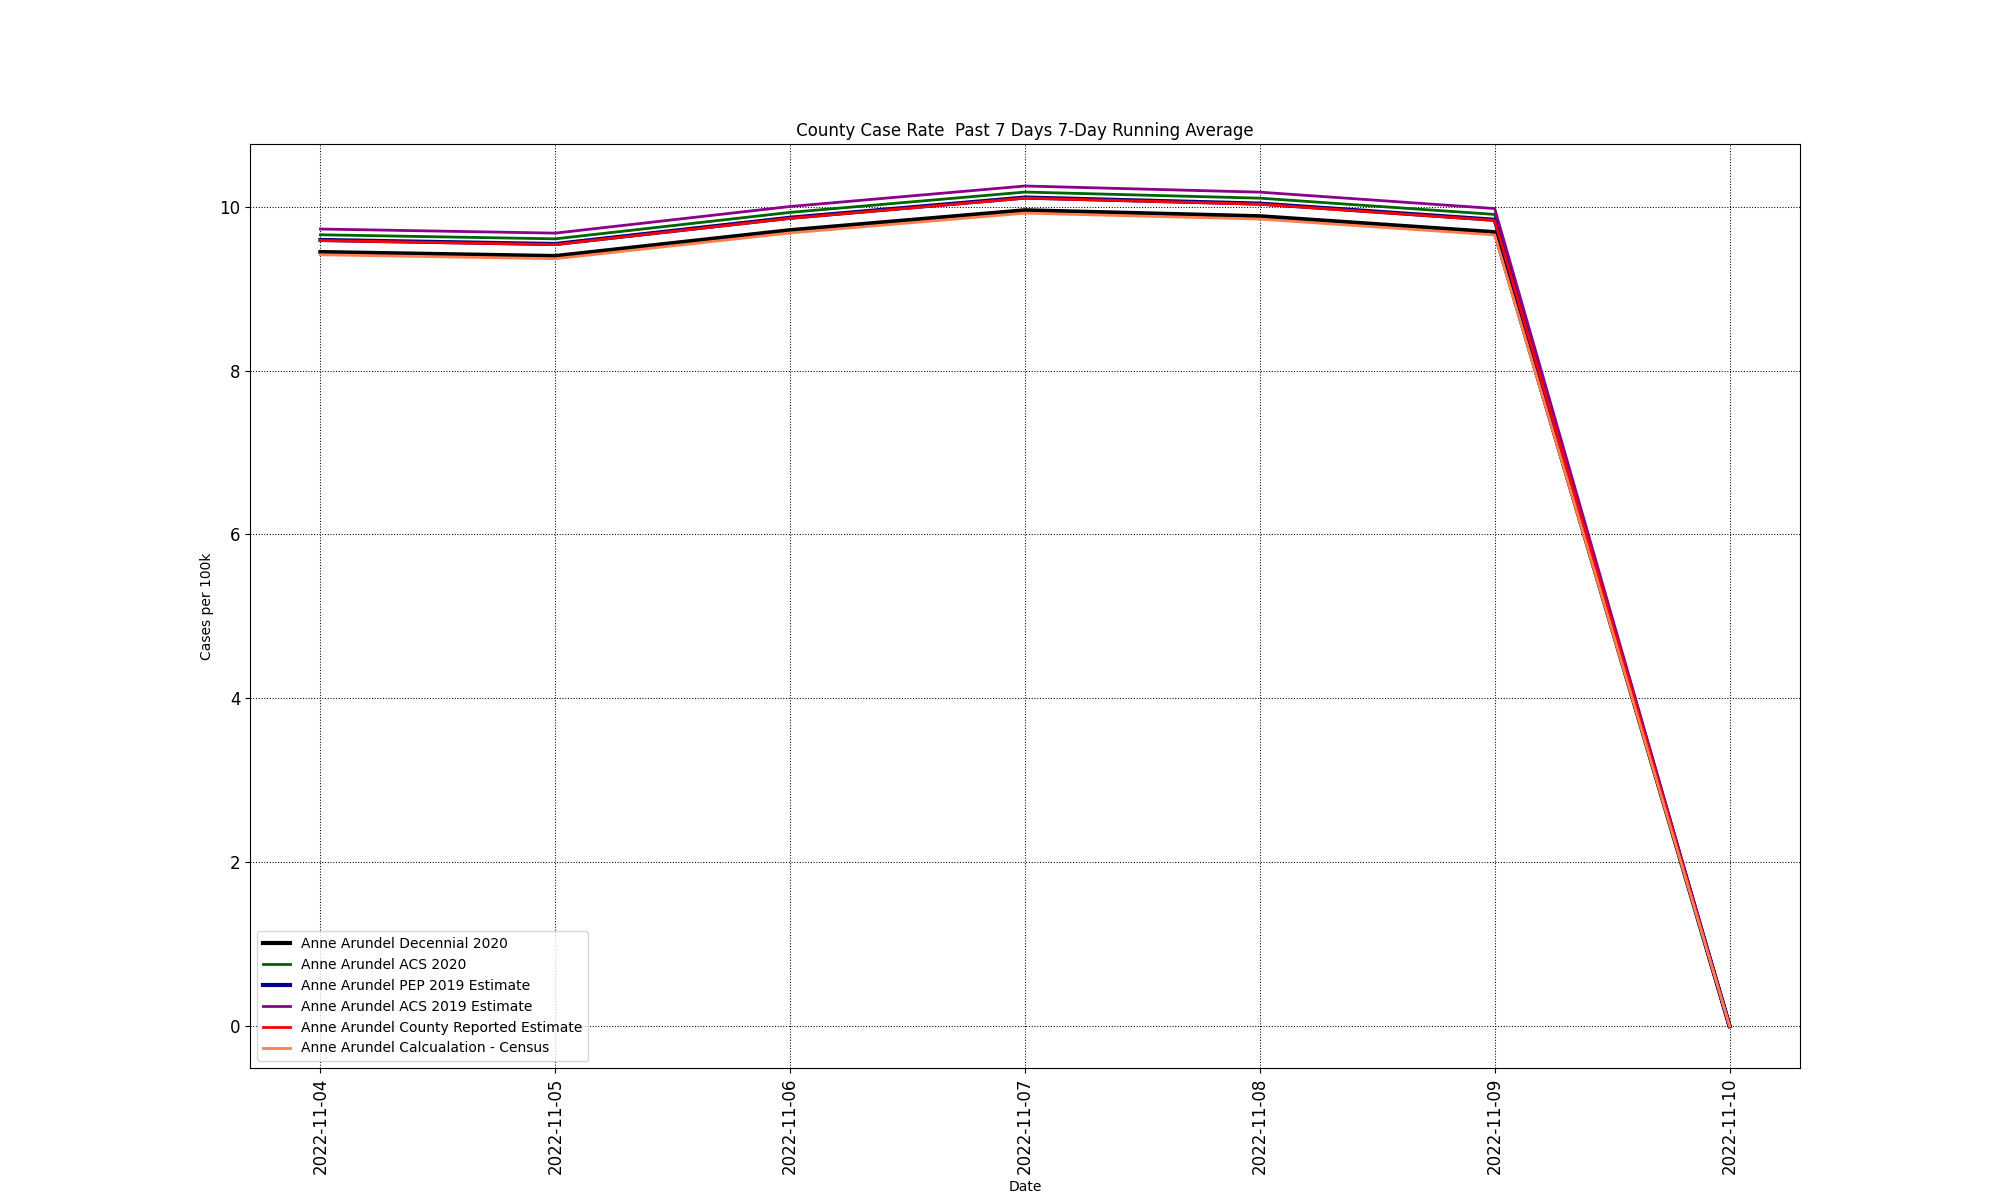 County Case Rate  Past 7 Days 7-Day Running Average
10
8
6
4
2
0
Cases per 100k
Anne Arundel Decennial 2020
Anne Arundel ACS 2020
Anne Arundel PEP 2019 Estimate
Anne Arundel ACS 2019 Estimate
Anne Arundel County Reported Estimate
Anne Arundel Calcualation - Census
2022-11-04
2022-11-05
2022-11-06
2022-11-07
2022-11-08
2022-11-09
2022-11-10
Date